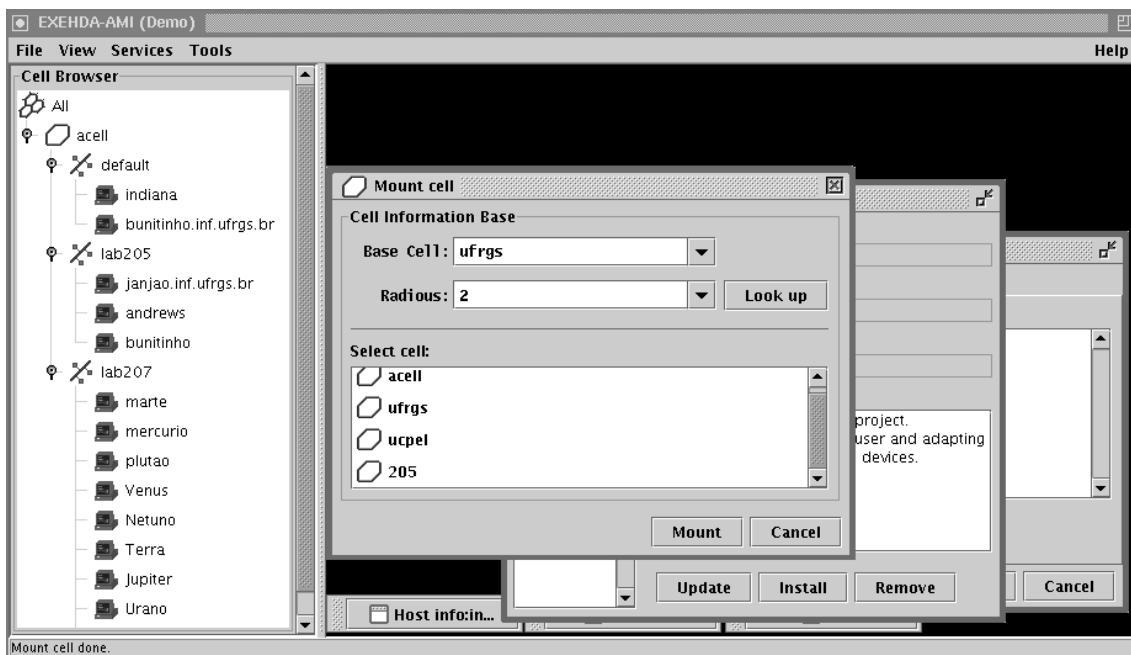 EXEHDA-AMI (Demo)
File View Services Tools Help
Cell Browser
All
acell
default
indiana
bunitinho.inf.ufrgs.br
lab205
janjao.inf.ufrgs.br
andrews
bunitinho
lab207
marte
mercurio
plutao
Venus
Netuno
Terra
Jupiter
Urano
Mount cell
Cell Information Base
Base Cell: ufrgs
Radious: 2 Look up
Select cell:
acell
ufrgs
ucpel
205
Mount Cancel
project.
user and adapting
devices.
Update Install Remove
Cancel
Host info:in...
Mount cell done.